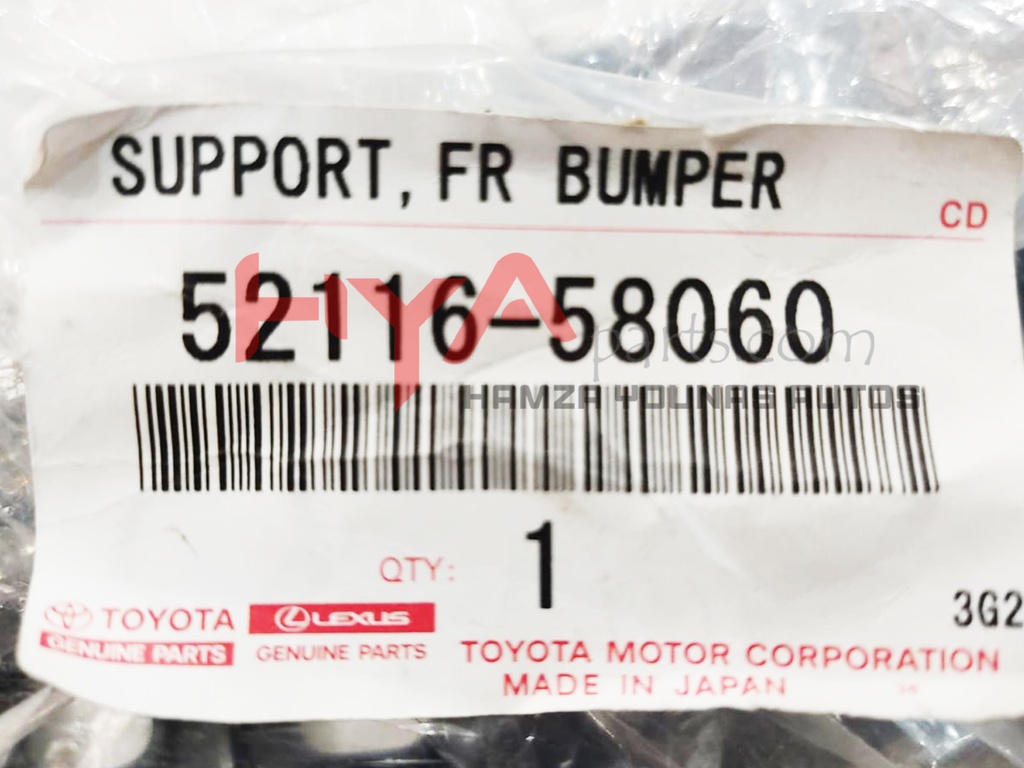 SUPPORT, FR BUMPER
CD
52116-58060
HYA
parts.com
HAMZA YOUNAS AUTOS
QTY: 1
3G2
TOYOTA
GENUINE PARTS
LEXUS
GENUINE PARTS
TOYOTA MOTOR CORPORATION
MADE IN JAPAN